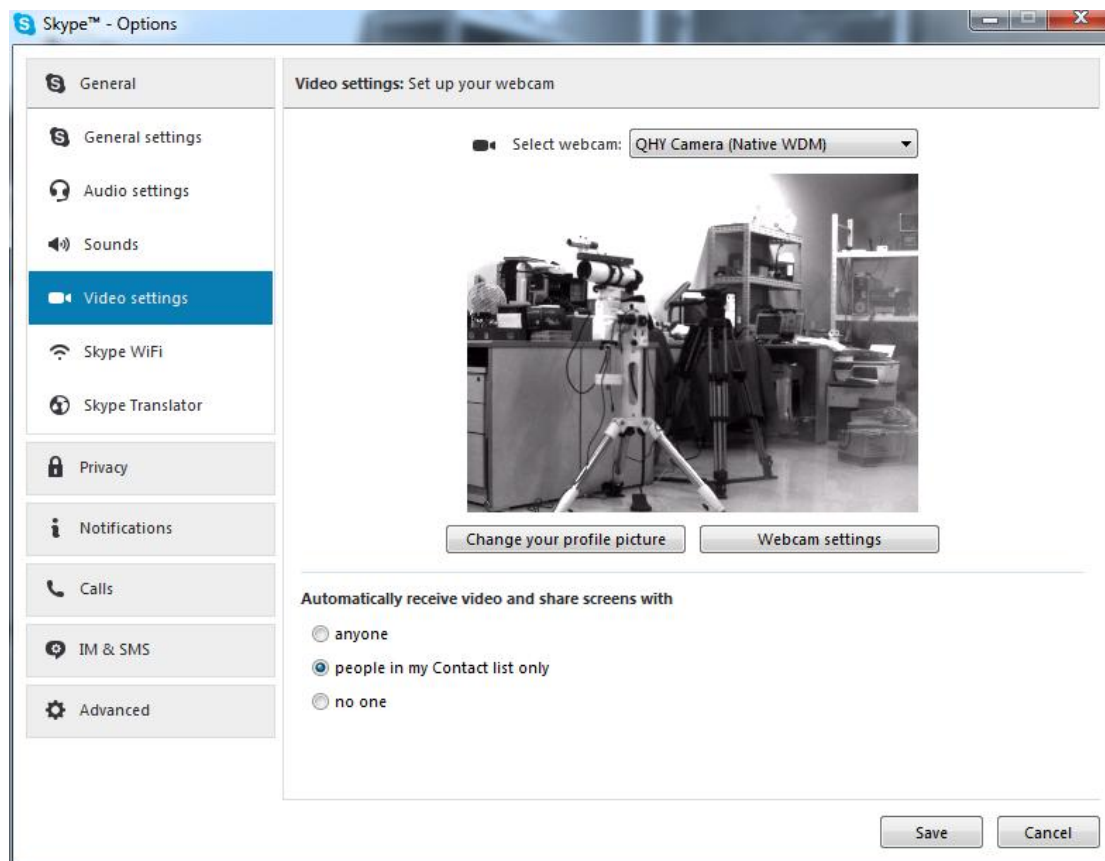 Skype™ - Options
General
General settings
Audio settings
Sounds
Video settings
Skype WiFi
Skype Translator
Privacy
Notifications
Calls
IM & SMS
Advanced
Video settings: Set up your webcam
Select webcam: QHY Camera (Native WDM)
Change your profile picture
Webcam settings
Automatically receive video and share screens with
anyone
people in my Contact list only
no one
Save
Cancel